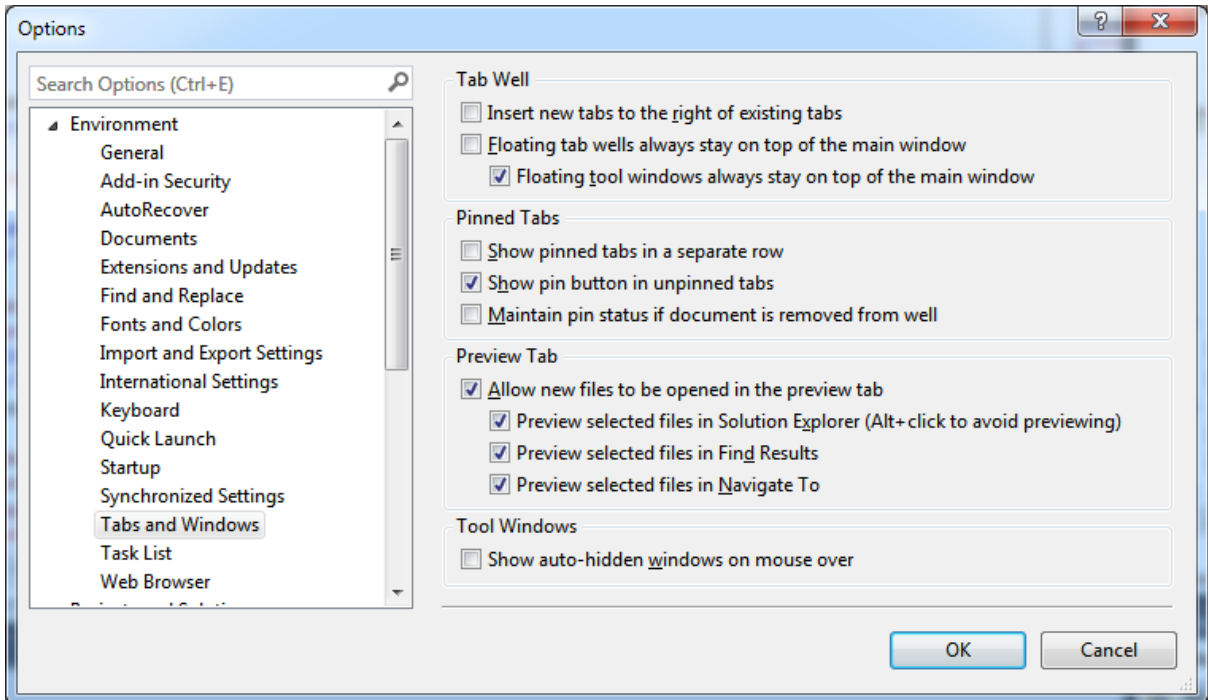 Options
Search Options (Ctrl+E)
Environment
General
Add-in Security
AutoRecover
Documents
Extensions and Updates
Find and Replace
Fonts and Colors
Import and Export Settings
International Settings
Keyboard
Quick Launch
Startup
Synchronized Settings
Tabs and Windows
Task List
Web Browser
Tab Well
Insert new tabs to the right of existing tabs
Floating tab wells always stay on top of the main window
Floating tool windows always stay on top of the main window
Pinned Tabs
Show pinned tabs in a separate row
Show pin button in unpinned tabs
Maintain pin status if document is removed from well
Preview Tab
Allow new files to be opened in the preview tab
Preview selected files in Solution Explorer (Alt+click to avoid previewing)
Preview selected files in Find Results
Preview selected files in Navigate To
Tool Windows
Show auto-hidden windows on mouse over
OK
Cancel